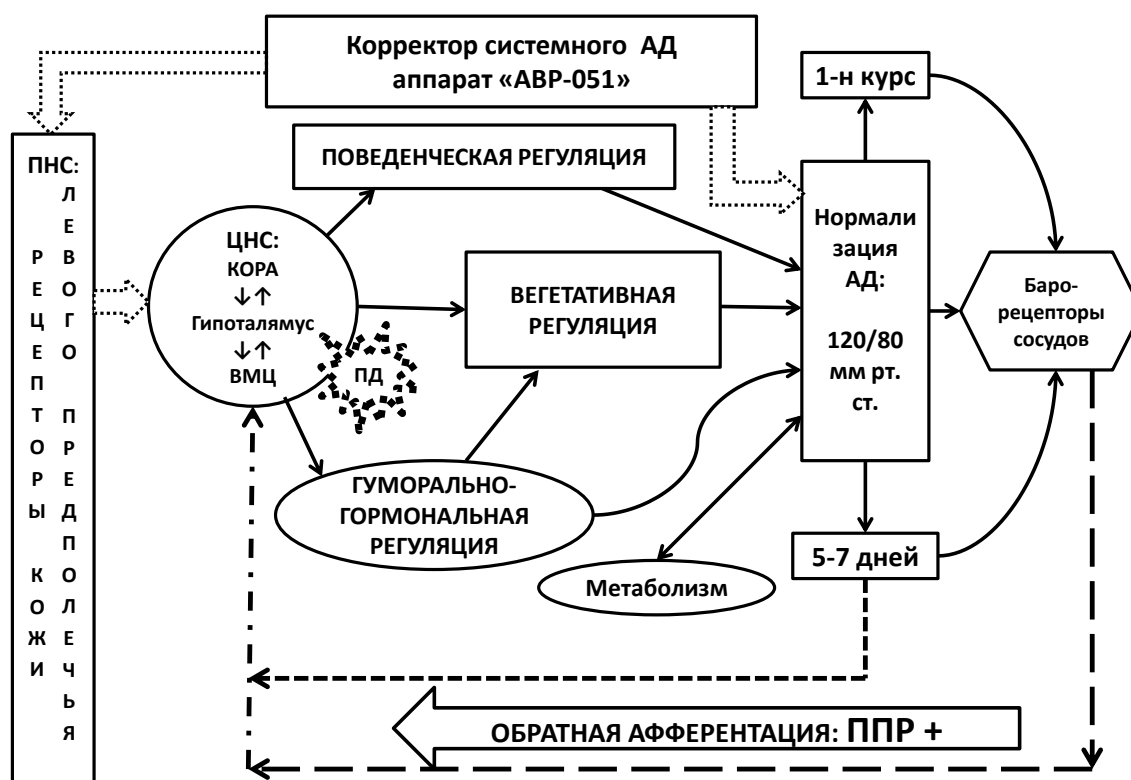 Корректор системного АД
аппарат «АВР-051»
1-н курс
ПОВЕДЕНЧЕСКАЯ РЕГУЛЯЦИЯ
ПНС:
РЕЦЕПТОРЫ КОЖИ
ЛЕВОГО ПРЕДПОЛЕЧЬЯ
ЦНС:
КОРА
↓↑
Гипоталямус
↓↑
ВМЦ
ПД
ВЕГЕТАТИВНАЯ
РЕГУЛЯЦИЯ
Нормали
зация
АД:
120/80
мм рт.
ст.
Баро-
рецепторы
сосудов
ГУМОРАЛЬНО-
ГОРМОНАЛЬНАЯ
РЕГУЛЯЦИЯ
5-7 дней
Метаболизм
ОБРАТНАЯ АФФЕРЕНТАЦИЯ: ППР +